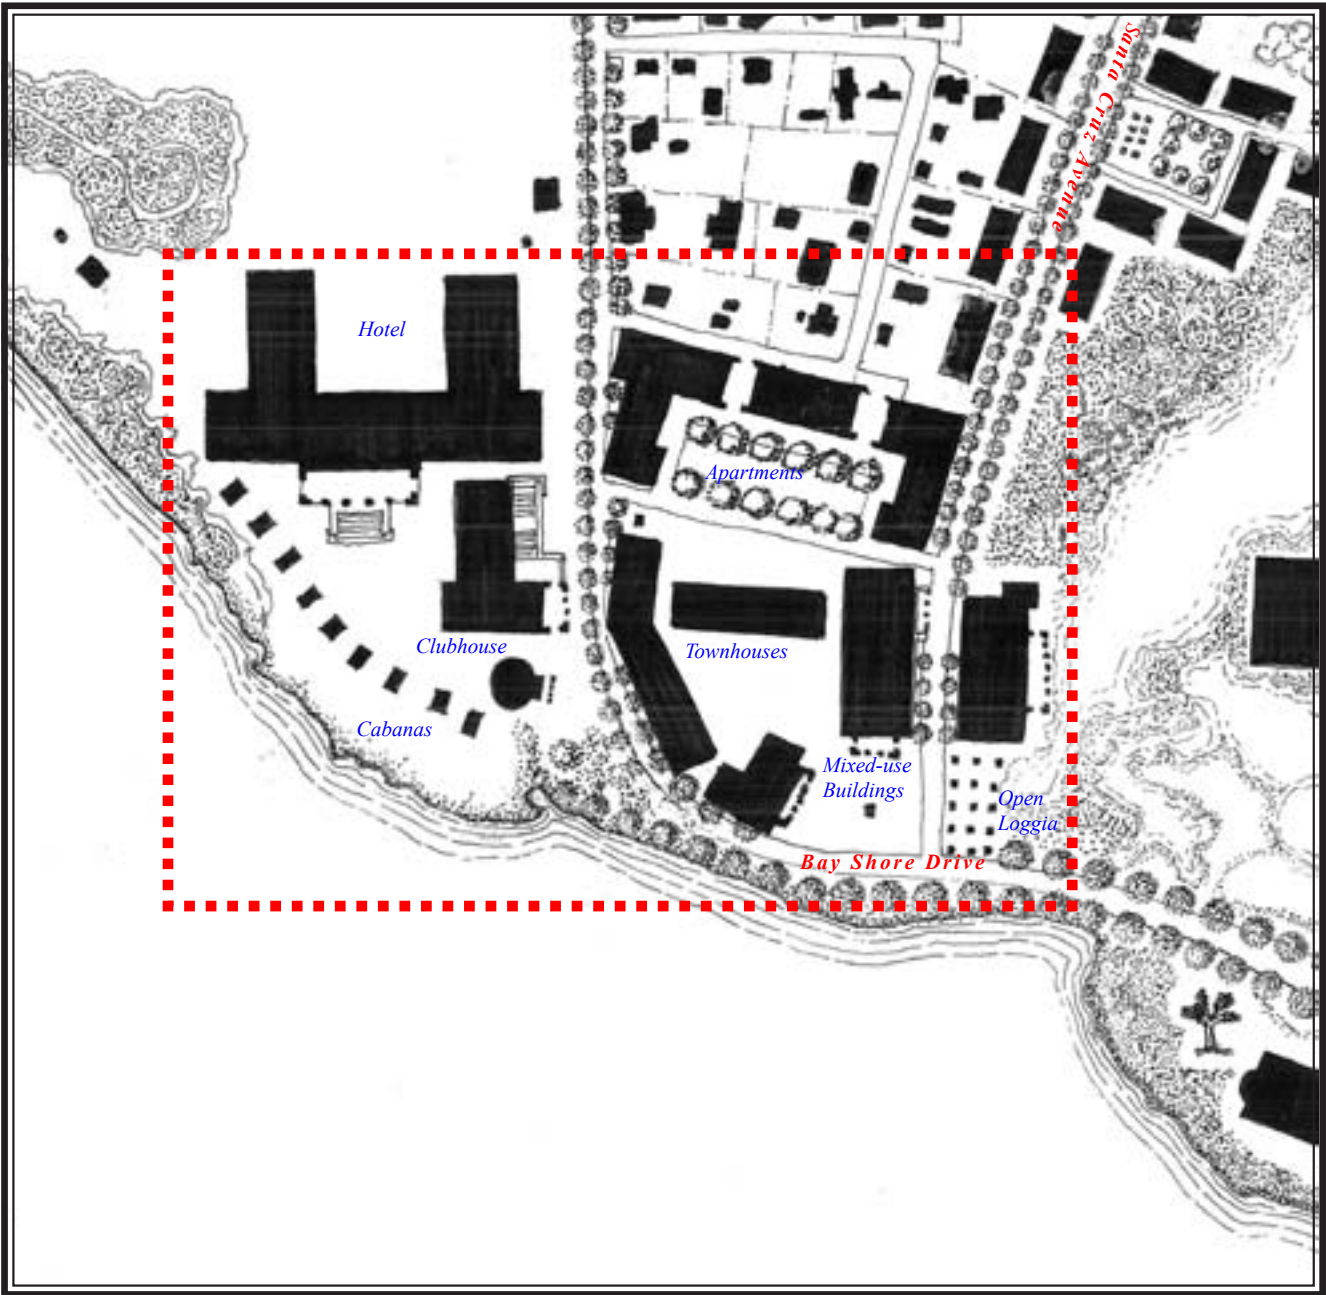 Santa Cruz Avenue
Hotel
Apartments
Clubhouse
Townhouses
Cabanas
Mixed-use
Buildings
Open
Loggia
Bay Shore Drive